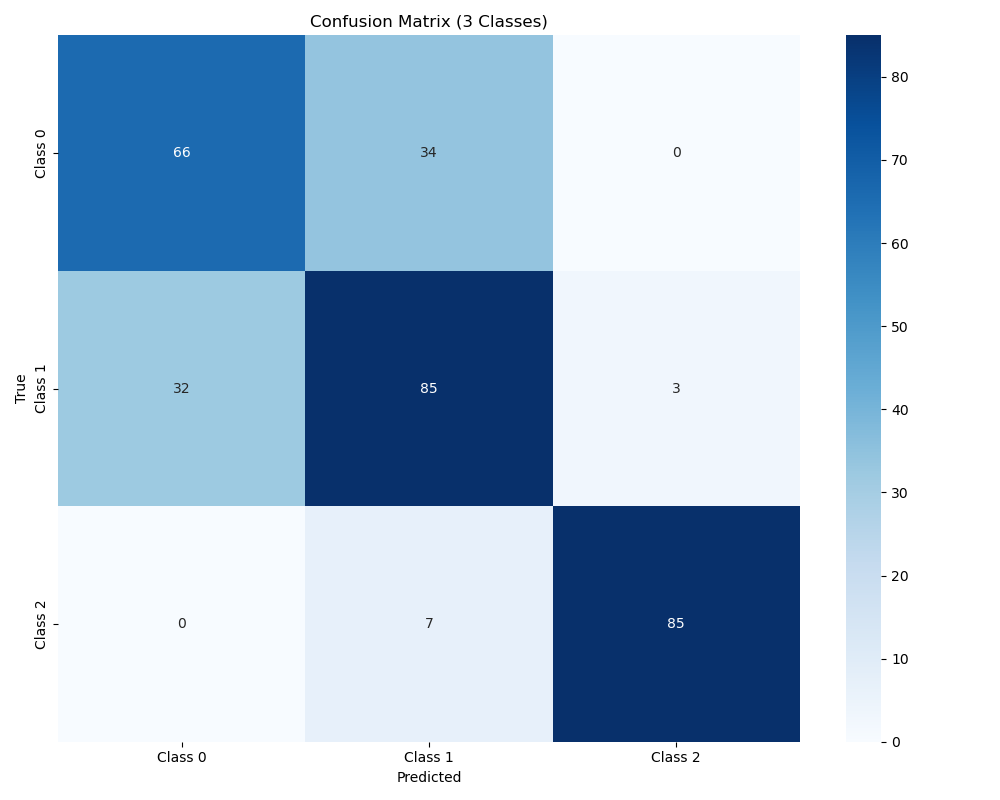 Confusion Matrix (3 Classes)
True
Class 0
66 34 0
Class 1
32 85 3
Class 2
0 7 85
Class 0 Class 1 Class 2
Predicted
80
70
60
50
40
30
20
10
0